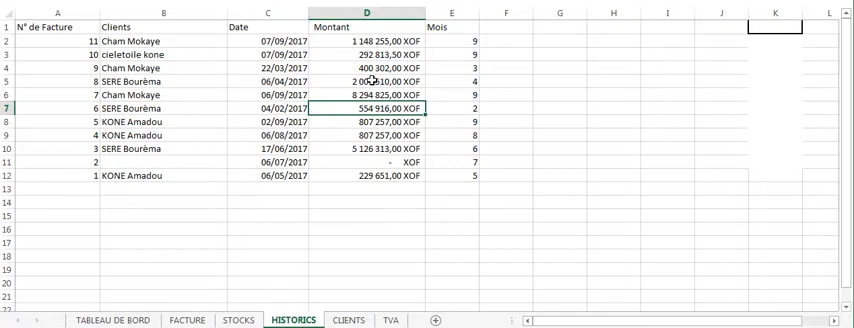 A B C D E F G H I J K L
1 N° de Facture Clients Date Montant Mois
2 11 Cham Mokaye 07/09/2017 1 148 255,00 XOF 9
3 10 cieletoile kone 07/09/2017 292 813,50 XOF 9
4 9 Cham Mokaye 22/03/2017 400 302,00 XOF 3
5 8 SERE Bourèma 06/04/2017 XOF 4
6 7 Cham Mokaye 06/09/2017 8 294 825,00 XOF 9
7 6 SERE Bourèma 04/02/2017 554 916,00 XOF 2
8 5 KONE Amadou 02/09/2017 807 257,00 XOF 9
9 4 KONE Amadou 06/08/2017 807 257,00 XOF 8
10 3 SERE Bourèma 17/06/2017 5 126 313,00 XOF 6
11 2 06/07/2017 - XOF 7
12 1 KONE Amadou 06/05/2017 229 651,00 XOF 5
13
14
15
16
17
18
19
20
21
22
TABLEAU DE BORD FACTURE STOCKS HISTORICS CLIENTS TVA